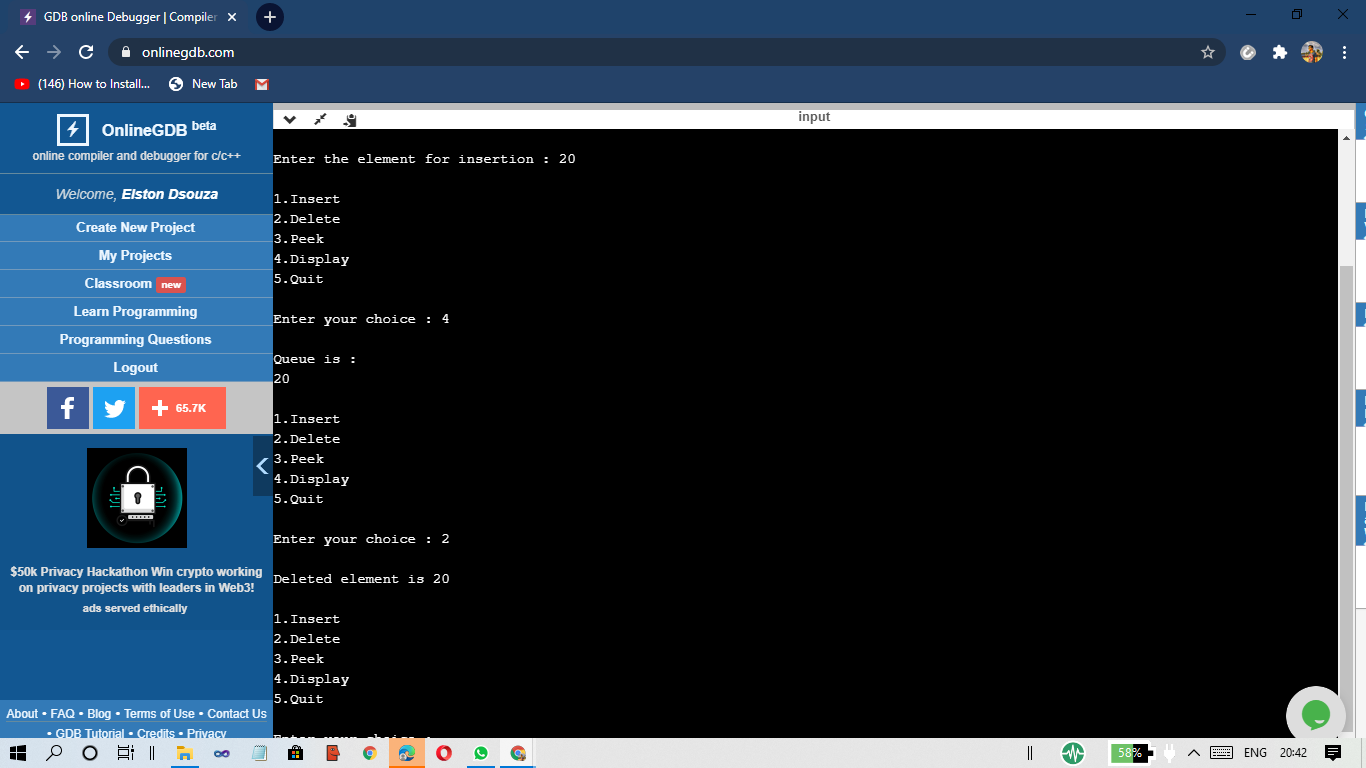 GDB online Debugger | Compiler
onlinegdb.com
(146) How to Install... New Tab
OnlineGDB beta
online compiler and debugger for c/c++
Welcome, Elston Dsouza
Create New Project
My Projects
Classroom new
Learn Programming
Programming Questions
Logout
65.7K
$50k Privacy Hackathon Win crypto working
on privacy projects with leaders in Web3!
ads served ethically
About • FAQ • Blog • Terms of Use • Contact Us
• GDB Tutorial • Credits • Privacy
input
Enter the element for insertion : 20
1.Insert
2.Delete
3.Peek
4.Display
5.Quit
Enter your choice : 4
Queue is :
20
1.Insert
2.Delete
3.Peek
4.Display
5.Quit
Enter your choice : 2
Deleted element is 20
1.Insert
2.Delete
3.Peek
4.Display
5.Quit
Enter your choice :
58% ENG 20:42